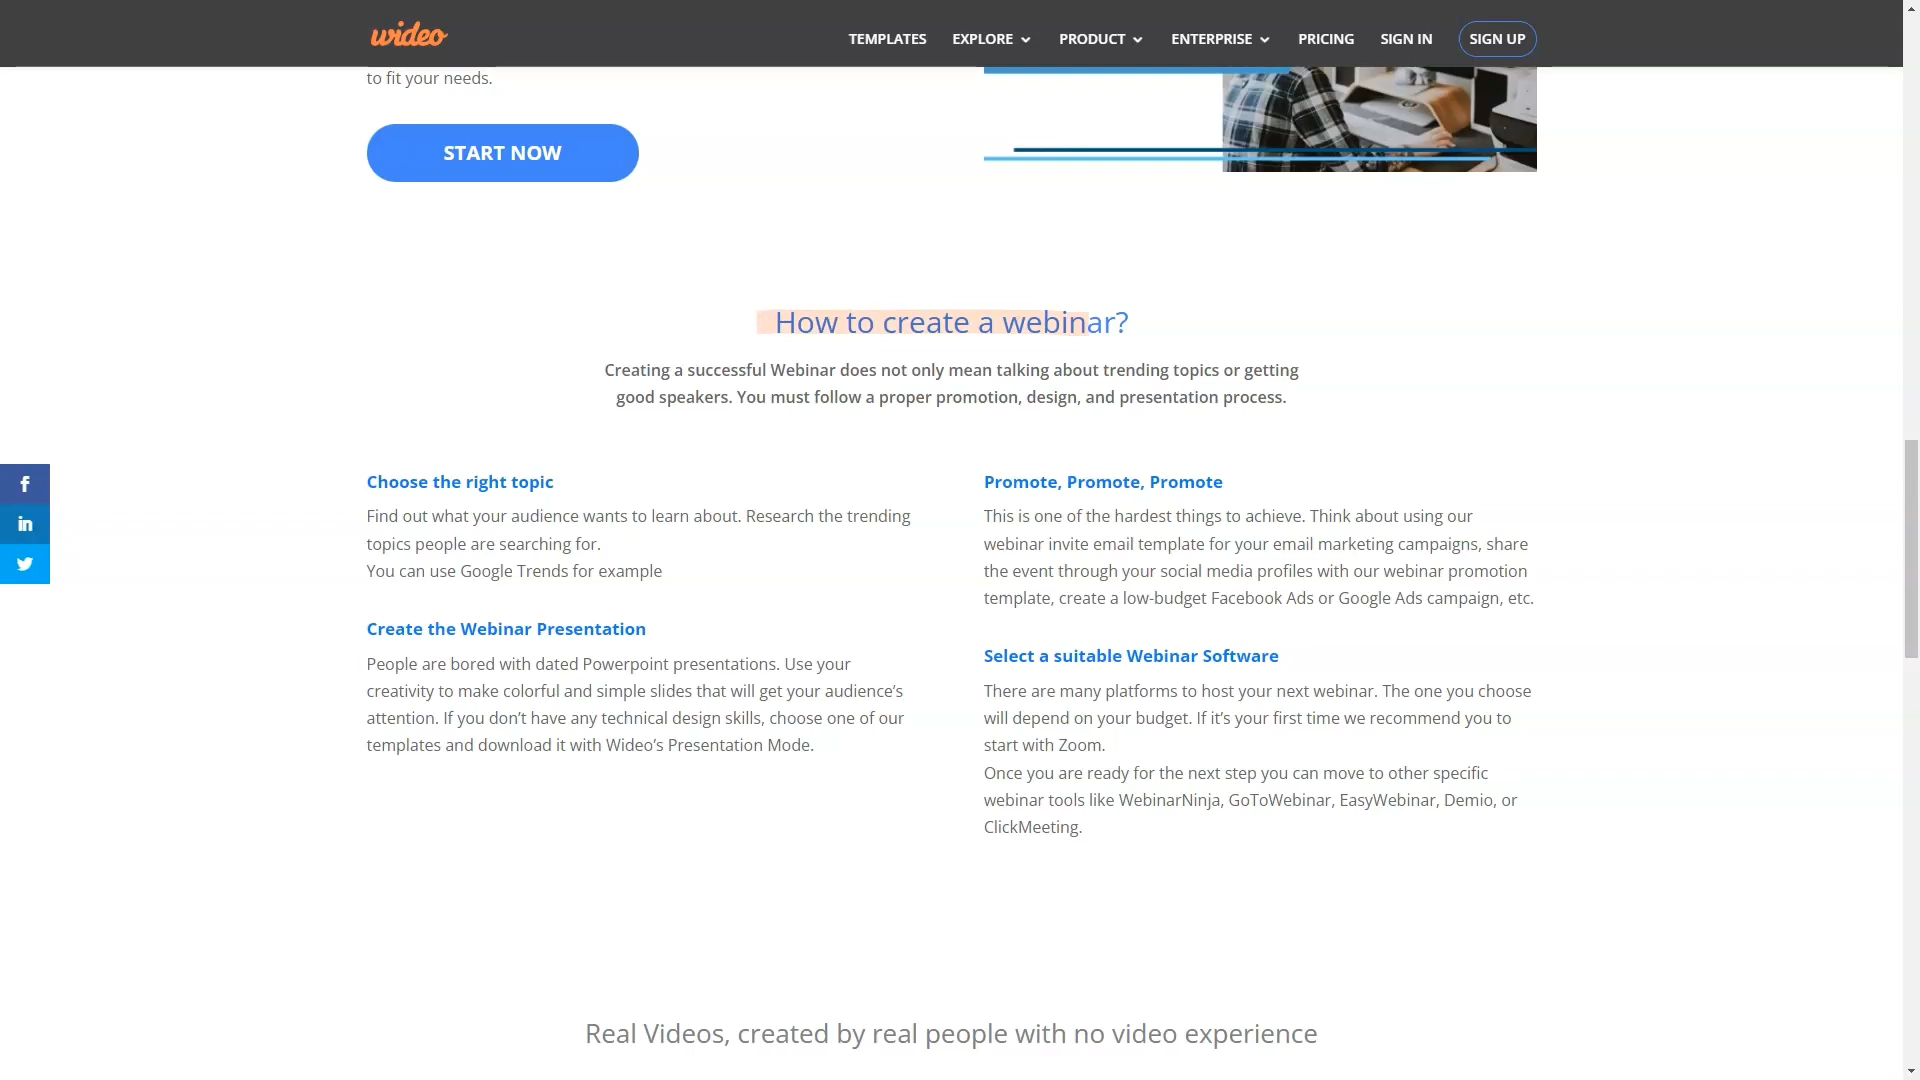 wideo
TEMPLATES EXPLORE PRODUCT ENTERPRISE PRICING SIGN IN SIGN UP
to fit your needs.
START NOW
How to create a webinar?
Creating a successful Webinar does not only mean talking about trending topics or getting
good speakers. You must follow a proper promotion, design, and presentation process.
Choose the right topic
Find out what your audience wants to learn about. Research the trending
topics people are searching for.
You can use Google Trends for example
Create the Webinar Presentation
People are bored with dated Powerpoint presentations. Use your
creativity to make colorful and simple slides that will get your audience’s
attention. If you don’t have any technical design skills, choose one of our
templates and download it with Wideo’s Presentation Mode.
Promote, Promote, Promote
This is one of the hardest things to achieve. Think about using our
webinar invite email template for your email marketing campaigns, share
the event through your social media profiles with our webinar promotion
template, create a low-budget Facebook Ads or Google Ads campaign, etc.
Select a suitable Webinar Software
There are many platforms to host your next webinar. The one you choose
will depend on your budget. If it’s your first time we recommend you to
start with Zoom.
Once you are ready for the next step you can move to other specific
webinar tools like WebinarNinja, GoToWebinar, EasyWebinar, Demio, or
ClickMeeting.
Real Videos, created by real people with no video experience